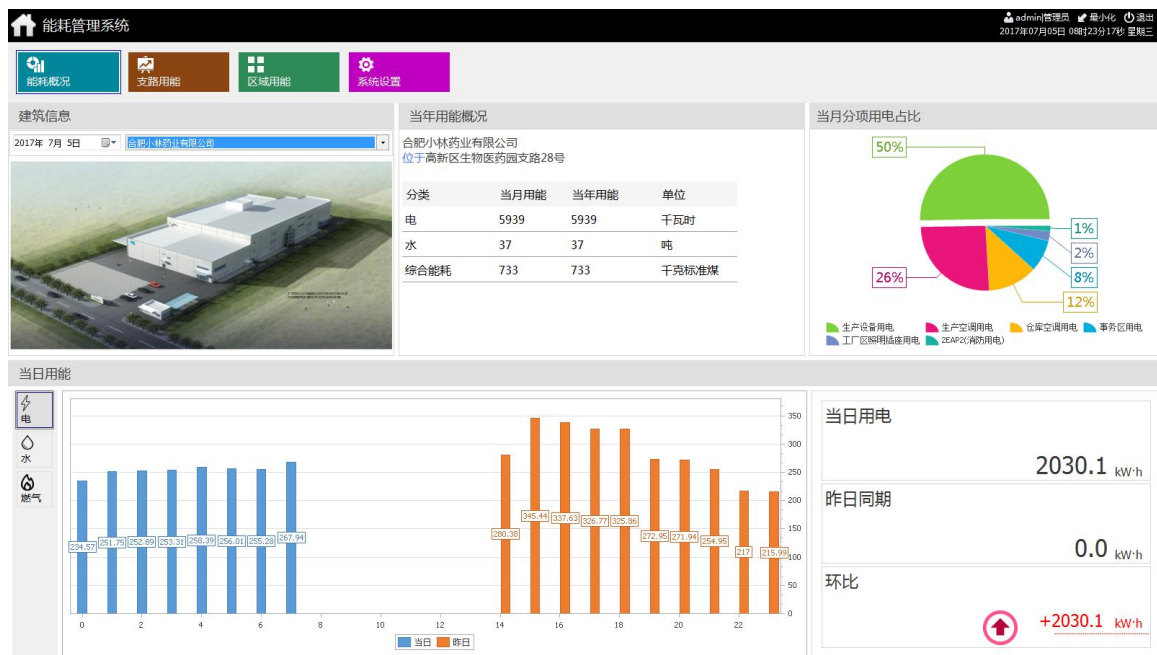 能耗管理系统
admin|管理员 最小化 退出
2017年07月05日 08时23分17秒 星期三
能耗概况
支路用能
区域用能
系统设置
建筑信息
当年用能概况
当月分项用电占比
2017年 7月 5日
合肥小林药业有限公司
合肥小林药业有限公司
位于高新区生物医药园支路28号
分类 当月用能 当年用能 单位
电 5939 5939 千瓦时
水 37 37 吨
综合能耗 733 733 千克标准煤
50%
1%
2%
8%
12%
26%
生产设备用电 生产空调用电 仓库空调用电 事务区用电
工厂区照明插座用电 2EAP2(消防用电)
当日用能
电
水
燃气
350
300
250
200
150
100
50
0
234.57 251.75 252.89 253.31 258.39 256.01 255.28 267.94 280.38 345.44 337.63 326.77 325.86 272.95 271.94 254.95 217 215.99
0 2 4 6 8 10 12 14 16 18 20 22
当日 昨日
当日用电
2030.1 kW·h
昨日同期
0.0 kW·h
环比
+2030.1 kW·h